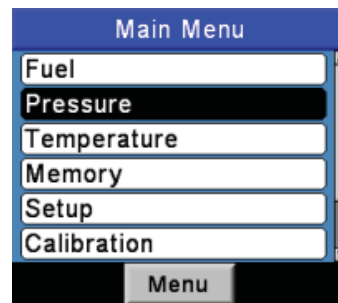 Main Menu
Fuel
Pressure
Temperature
Memory
Setup
Calibration
Menu